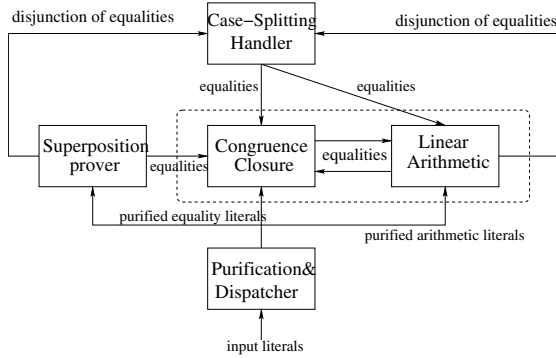 disjunction of equalities
Case-Splitting
Handler
disjunction of equalities
equalities
equalities
Superposition
prover
equalities
Congruence
Closure
equalities
Linear
Arithmetic
purified equality literals
purified arithmetic literals
Purification&
Dispatcher
input literals